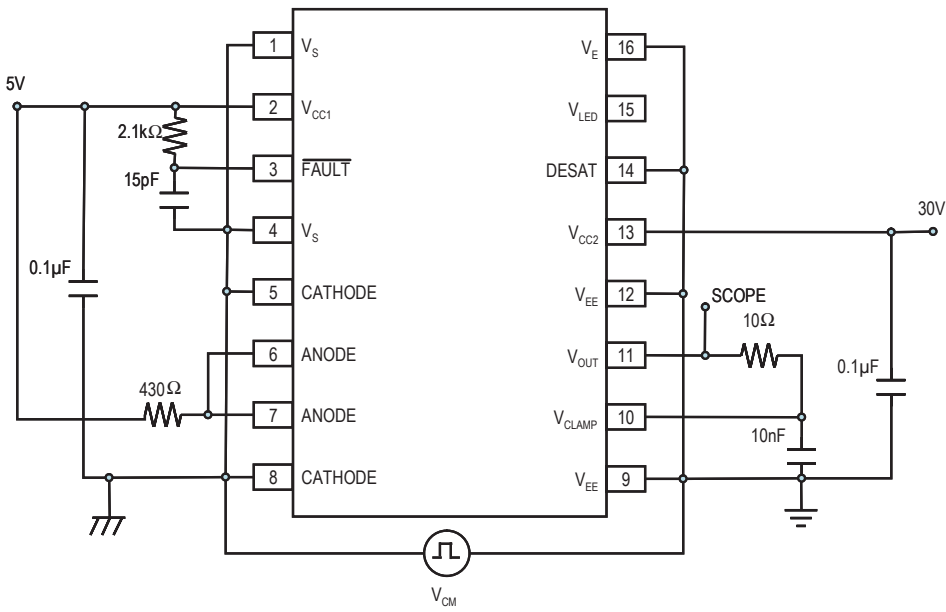 1 V_S
V_E 16
5V
2 V_CC1
V_LED 15
2.1kΩ
3 FAULT
DESAT 14
15pF
4 V_S
V_CC2 13
30V
0.1µF
5 CATHODE
V_EE 12
SCOPE
10Ω
6 ANODE
V_OUT 11
0.1µF
430Ω
7 ANODE
V_CLAMP 10
10nF
8 CATHODE
V_EE 9
V_CM